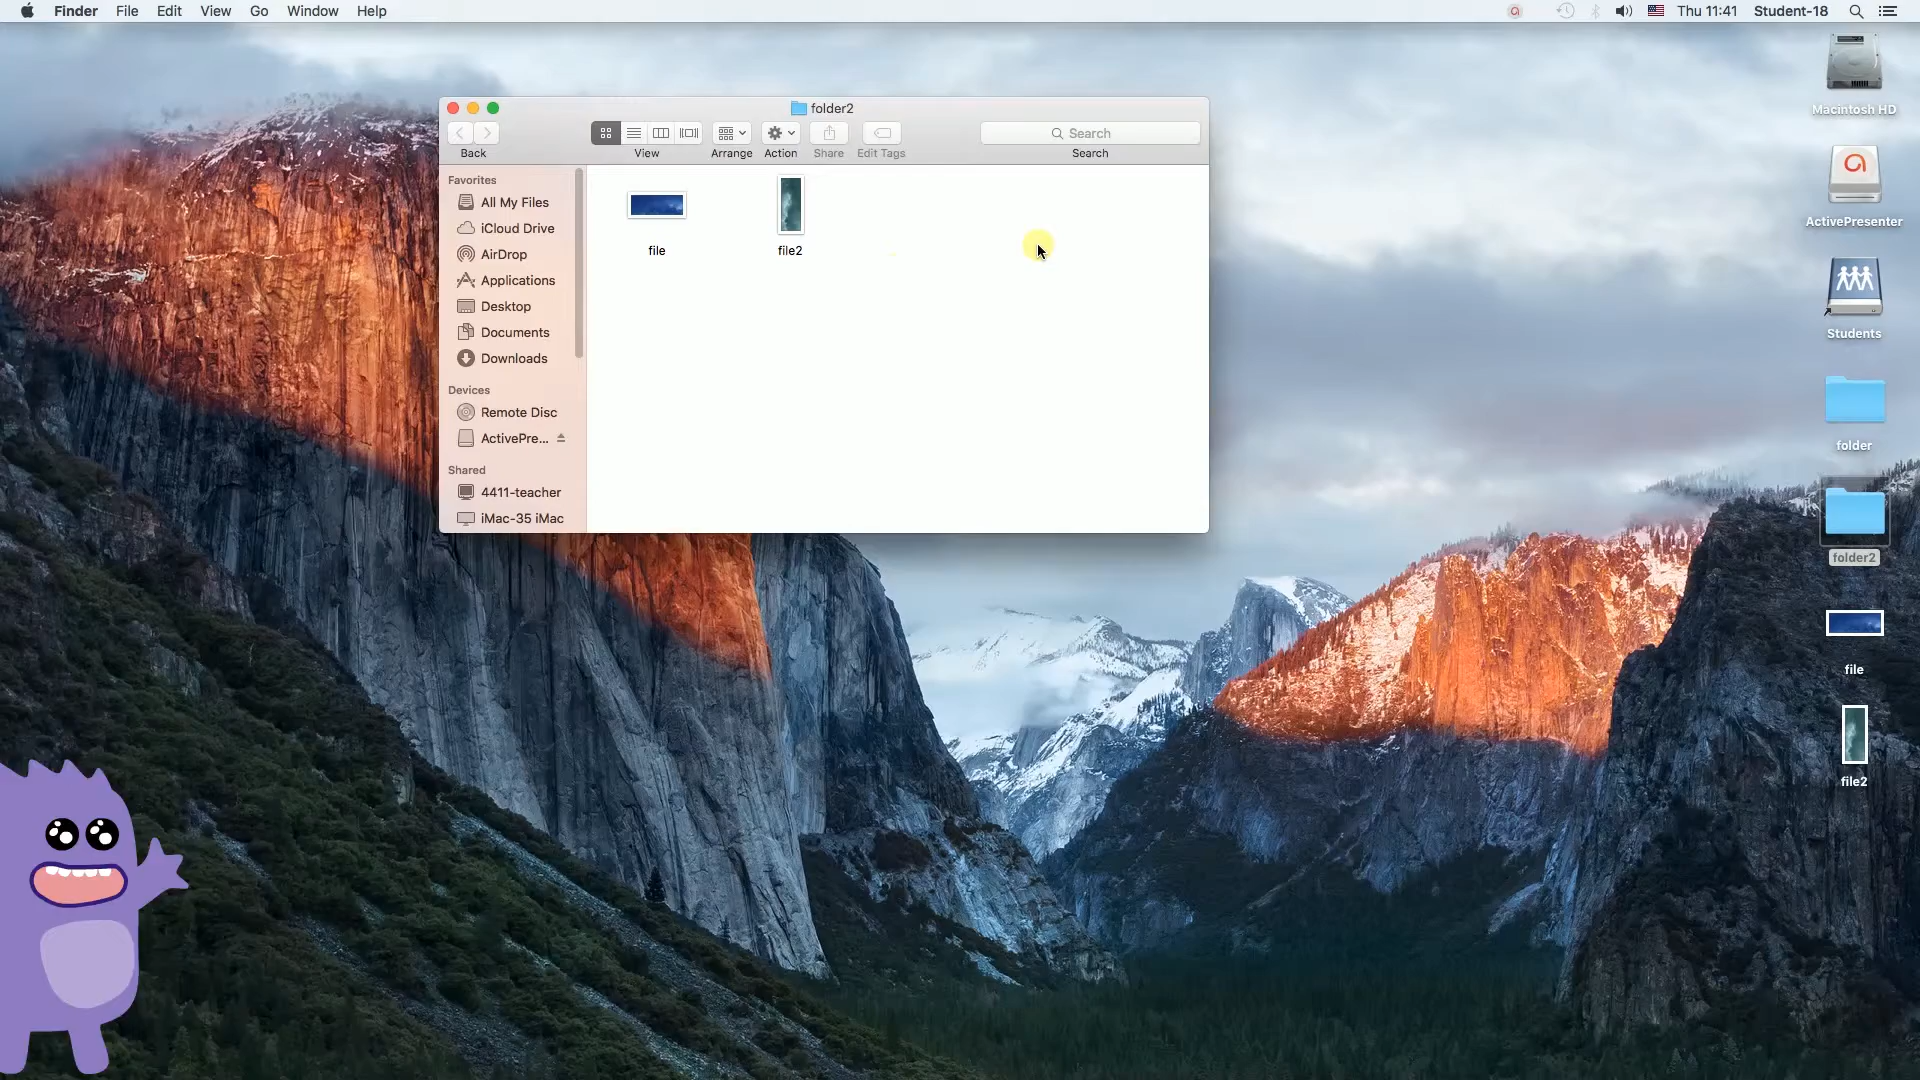 Finder File Edit View Go Window Help Thu 11:41 Student-18
folder2
Search
Back View Arrange Action Share Edit Tags Search
Favorites
All My Files
iCloud Drive
AirDrop
Applications
Desktop
Documents
Downloads
Devices
Remote Disc
ActivePre...
Shared
4411-teacher
iMac-35 iMac
file file2
Macintosh HD
ActivePresenter
Students
folder
folder2
file
file2